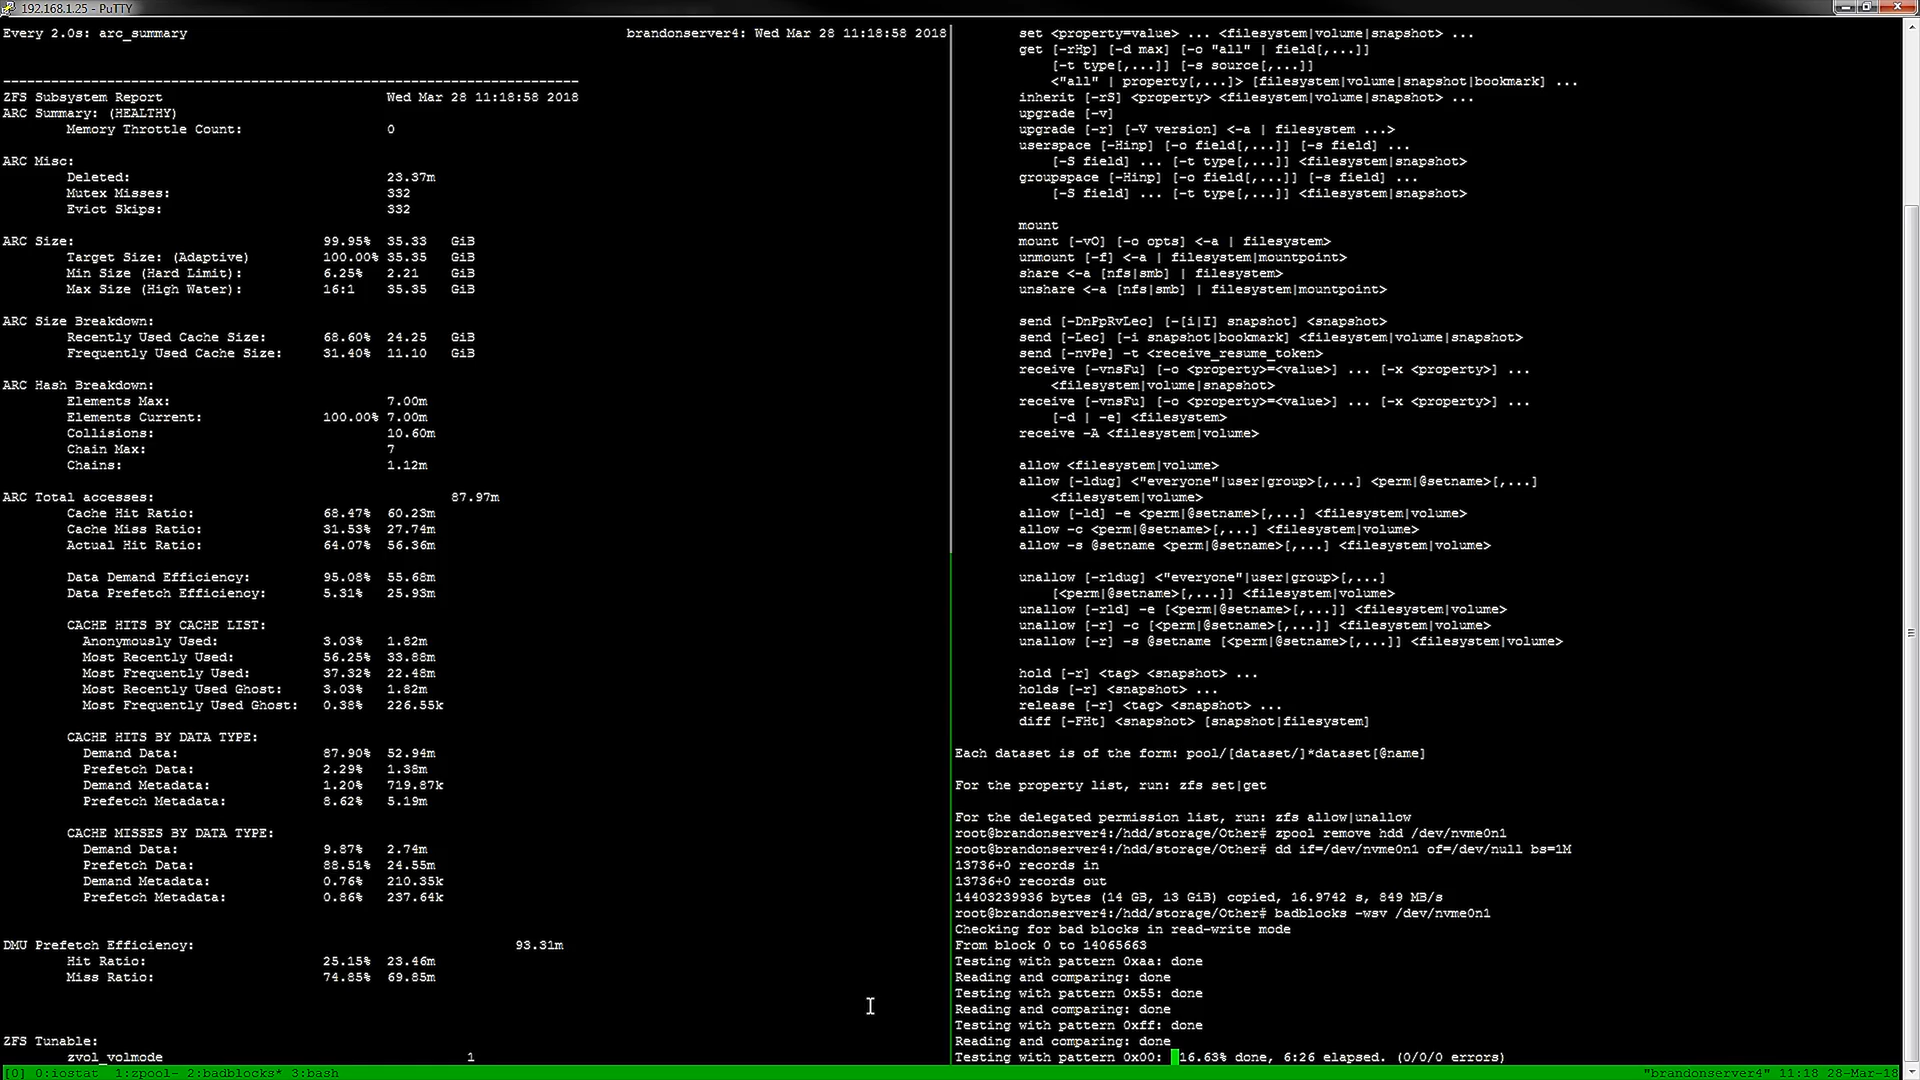 192.168.1.25 - PuTTY
Every 2.0s: arc_summary brandonserver4: Wed Mar 28 11:18:58 2018
------------------------------------------------------------------------
ZFS Subsystem Report Wed Mar 28 11:18:58 2018
ARC Summary: (HEALTHY)
Memory Throttle Count: 0
ARC Misc:
Deleted: 23.37m
Mutex Misses: 332
Evict Skips: 332
ARC Size: 99.95% 35.33 GiB
Target Size: (Adaptive) 100.00% 35.35 GiB
Min Size (Hard Limit): 6.25% 2.21 GiB
Max Size (High Water): 16:1 35.35 GiB
ARC Size Breakdown:
Recently Used Cache Size: 68.60% 24.25 GiB
Frequently Used Cache Size: 31.40% 11.10 GiB
ARC Hash Breakdown:
Elements Max: 7.00m
Elements Current: 100.00% 7.00m
Collisions: 10.60m
Chain Max: 7
Chains: 1.12m
ARC Total accesses: 87.97m
Cache Hit Ratio: 68.47% 60.23m
Cache Miss Ratio: 31.53% 27.74m
Actual Hit Ratio: 64.07% 56.36m
Data Demand Efficiency: 95.08% 55.68m
Data Prefetch Efficiency: 5.31% 25.93m
CACHE HITS BY CACHE LIST:
Anonymously Used: 3.03% 1.82m
Most Recently Used: 56.25% 33.88m
Most Frequently Used: 37.32% 22.48m
Most Recently Used Ghost: 3.03% 1.82m
Most Frequently Used Ghost: 0.38% 226.55k
CACHE HITS BY DATA TYPE:
Demand Data: 87.90% 52.94m
Prefetch Data: 2.29% 1.38m
Demand Metadata: 1.20% 719.87k
Prefetch Metadata: 8.62% 5.19m
CACHE MISSES BY DATA TYPE:
Demand Data: 9.87% 2.74m
Prefetch Data: 88.51% 24.55m
Demand Metadata: 0.76% 210.35k
Prefetch Metadata: 0.86% 237.64k
DMU Prefetch Efficiency: 93.31m
Hit Ratio: 25.15% 23.46m
Miss Ratio: 74.85% 69.85m
ZFS Tunable:
zvol_volmode 1
set <property=value> ... <filesystem|volume|snapshot> ...
get [-rHp] [-d max] [-o "all" | field[,...]]
[-t type[,...]] [-s source[,...]]
<"all" | property[,...]> [filesystem|volume|snapshot|bookmark] ...
inherit [-rS] <property> <filesystem|volume|snapshot> ...
upgrade [-v]
upgrade [-r] [-V version] <-a | filesystem ...>
userspace [-Hinp] [-o field[,...]] [-s field] ...
[-S field] ... [-t type[,...]] <filesystem|snapshot>
groupspace [-Hinp] [-o field[,...]] [-s field] ...
[-S field] ... [-t type[,...]] <filesystem|snapshot>
mount
mount [-vO] [-o opts] <-a | filesystem>
unmount [-f] <-a | filesystem|mountpoint>
share <-a [nfs|smb] | filesystem>
unshare <-a [nfs|smb] | filesystem|mountpoint>
send [-DnPpRvLec] [-[i|I] snapshot] <snapshot>
send [-Lec] [-i snapshot|bookmark] <filesystem|volume|snapshot>
send [-nvPe] -t <receive_resume_token>
receive [-vnsFu] [-o <property>=<value>] ... [-x <property>] ...
<filesystem|volume|snapshot>
receive [-vnsFu] [-o <property>=<value>] ... [-x <property>] ...
[-d | -e] <filesystem>
receive -A <filesystem|volume>
allow <filesystem|volume>
allow [-ldug] <"everyone"|user|group>[,...] <perm|@setname>[,...]
<filesystem|volume>
allow [-ld] -e <perm|@setname>[,...] <filesystem|volume>
allow -c <perm|@setname>[,...] <filesystem|volume>
allow -s @setname <perm|@setname>[,...] <filesystem|volume>
unallow [-rldug] <"everyone"|user|group>[,...]
[<perm|@setname>[,...]] <filesystem|volume>
unallow [-rld] -e [<perm|@setname>[,...]] <filesystem|volume>
unallow [-r] -c [<perm|@setname>[,...]] <filesystem|volume>
unallow [-r] -s @setname [<perm|@setname>[,...]] <filesystem|volume>
hold [-r] <tag> <snapshot> ...
holds [-r] <snapshot> ...
release [-r] <tag> <snapshot> ...
diff [-FHt] <snapshot> [snapshot|filesystem]
Each dataset is of the form: pool/[dataset/]*dataset[@name]
For the property list, run: zfs set|get
For the delegated permission list, run: zfs allow|unallow
root@brandonserver4:/hdd/storage/Other# zpool remove hdd /dev/nvme0n1
root@brandonserver4:/hdd/storage/Other# dd if=/dev/nvme0n1 of=/dev/null bs=1M
13736+0 records in
13736+0 records out
14403239936 bytes (14 GB, 13 GiB) copied, 16.9742 s, 849 MB/s
root@brandonserver4:/hdd/storage/Other# badblocks -wsv /dev/nvme0n1
Checking for bad blocks in read-write mode
From block 0 to 14065663
Testing with pattern 0xaa: done
Reading and comparing: done
Testing with pattern 0x55: done
Reading and comparing: done
Testing with pattern 0xff: done
Reading and comparing: done
Testing with pattern 0x00: 16.63% done, 6:26 elapsed. (0/0/0 errors)
[0] 0:iostat 1:zpool- 2:badblocks* 3:bash "brandonserver4" 11:18 28-Mar-18